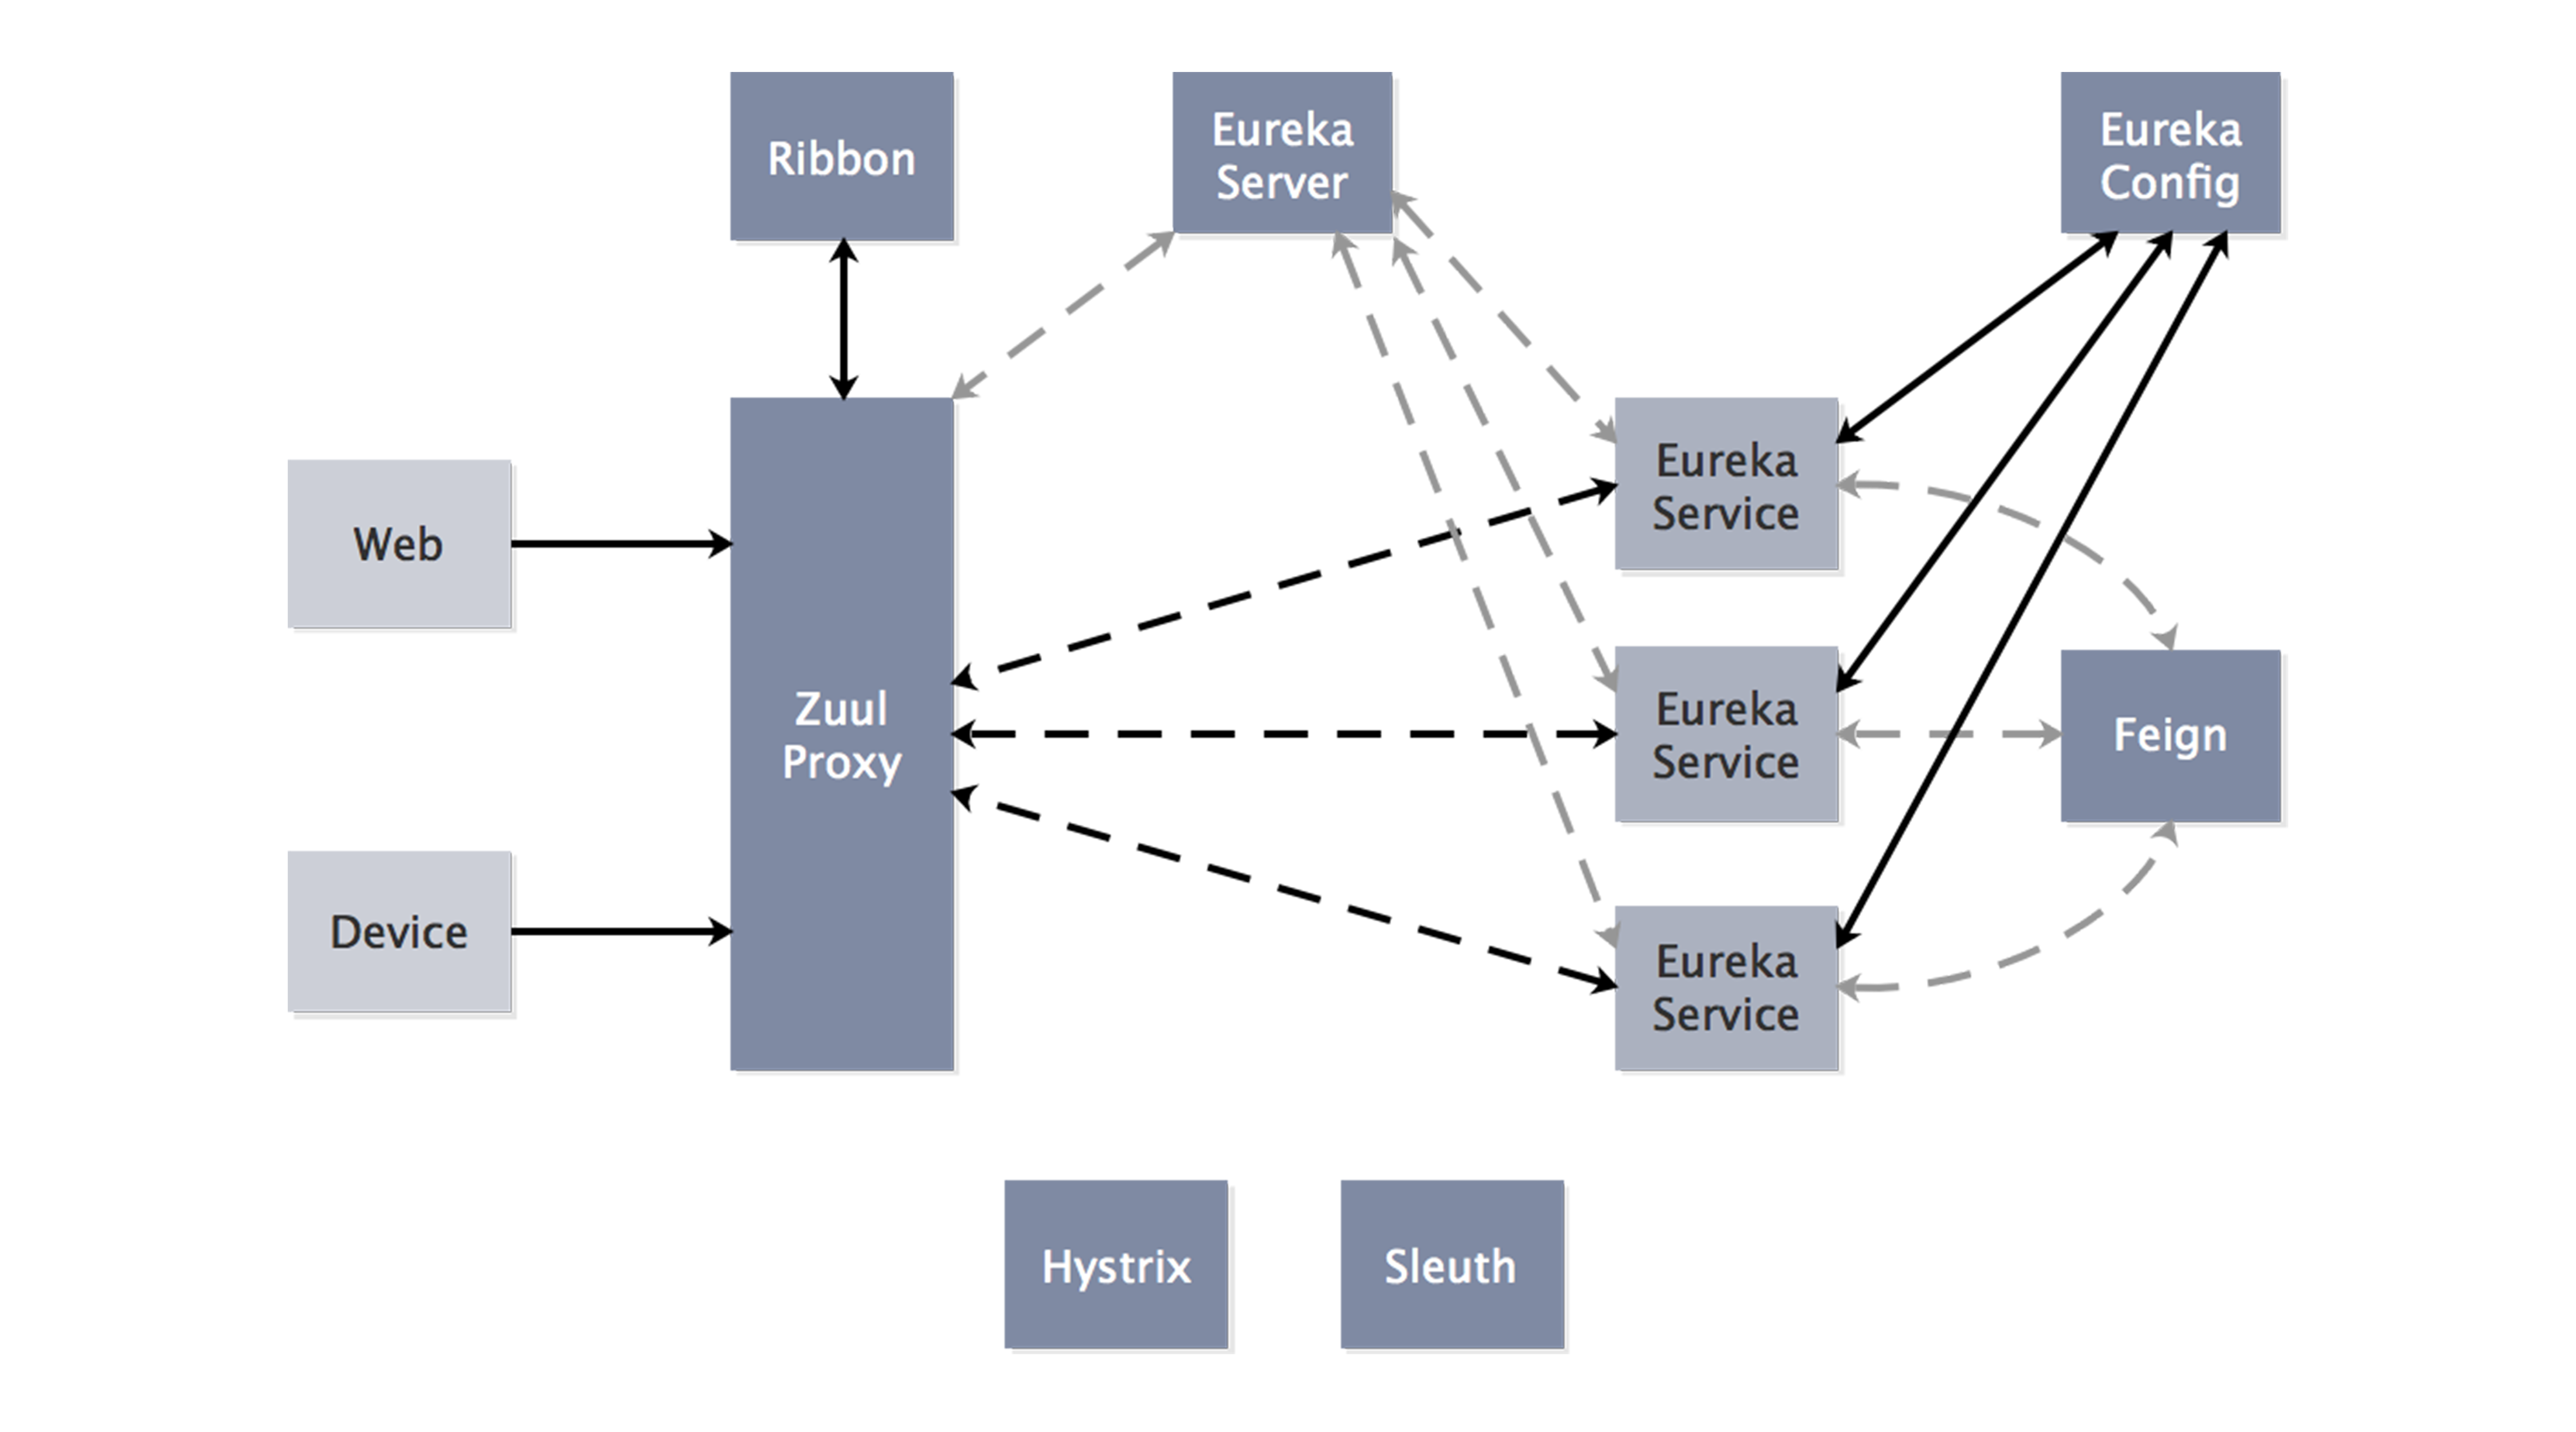 Ribbon
Eureka
Server
Eureka
Config
Web
Device
Zuul
Proxy
Eureka
Service
Eureka
Service
Eureka
Service
Feign
Hystrix
Sleuth